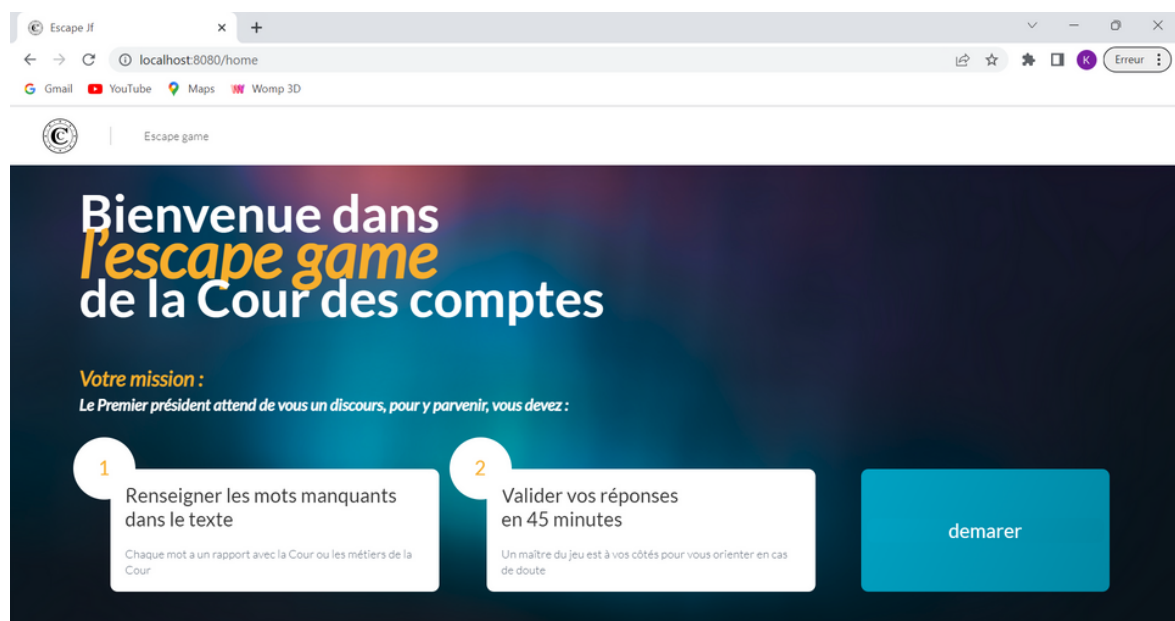 Escape Jf
localhost:8080/home
Erreur
K
Gmail YouTube Maps Womp 3D
Escape game
Bienvenue dans
l'escape game
de la Cour des comptes
Votre mission :
Le Premier président attend de vous un discours, pour y parvenir, vous devez :
1
Renseigner les mots manquants
dans le texte
Chaque mot a un rapport avec la Cour ou les métiers de la
Cour
2
Valider vos réponses
en 45 minutes
Un maître du jeu est à vos côtés pour vous orienter en cas
de doute
demarer